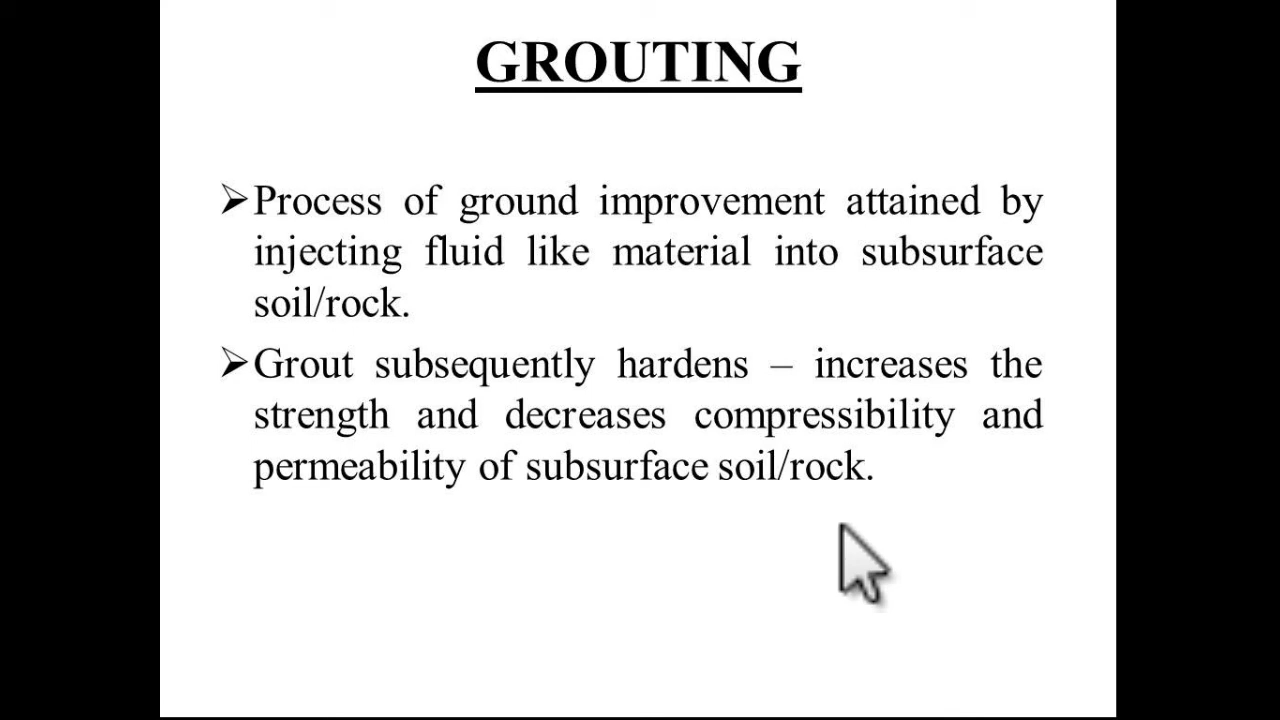 GROUTING
➢Process of ground improvement attained by
injecting fluid like material into subsurface
soil/rock.
➢Grout subsequently hardens – increases the
strength and decreases compressibility and
permeability of subsurface soil/rock.